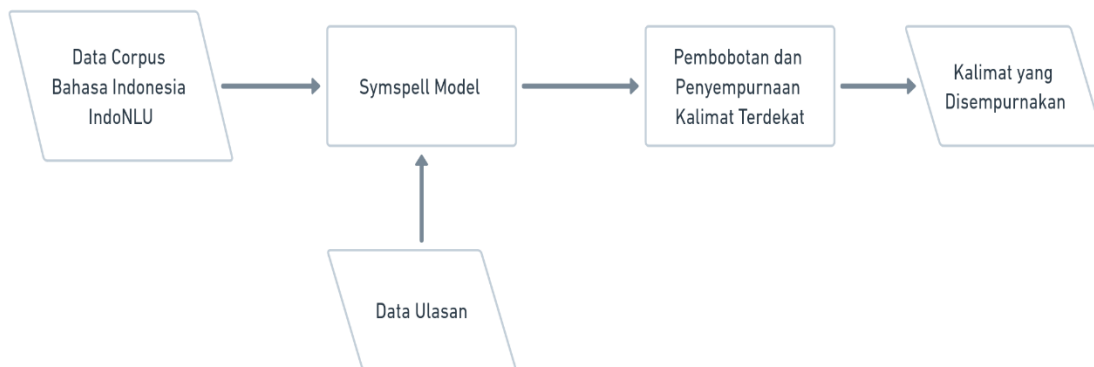 Data Corpus
Bahasa Indonesia
IndoNLU
Symspell Model
Pembobotan dan
Penyempurnaan
Kalimat Terdekat
Kalimat yang
Disempurnakan
Data Ulasan